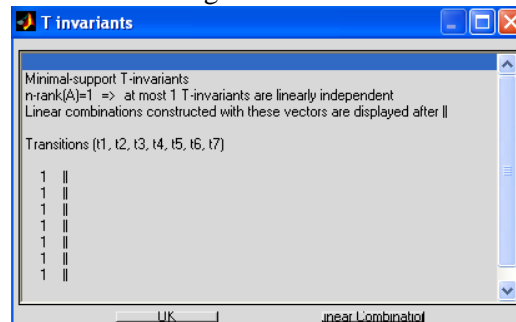 T invariants
Minimal-support T-invariants
n-rank(A)=1 => at most 1 T-invariants are linearly independent
Linear combinations constructed with these vectors are displayed after ||
Transitions (t1, t2, t3, t4, t5, t6, t7)
1 ||
1 ||
1 ||
1 ||
1 ||
1 ||
1 ||
OK